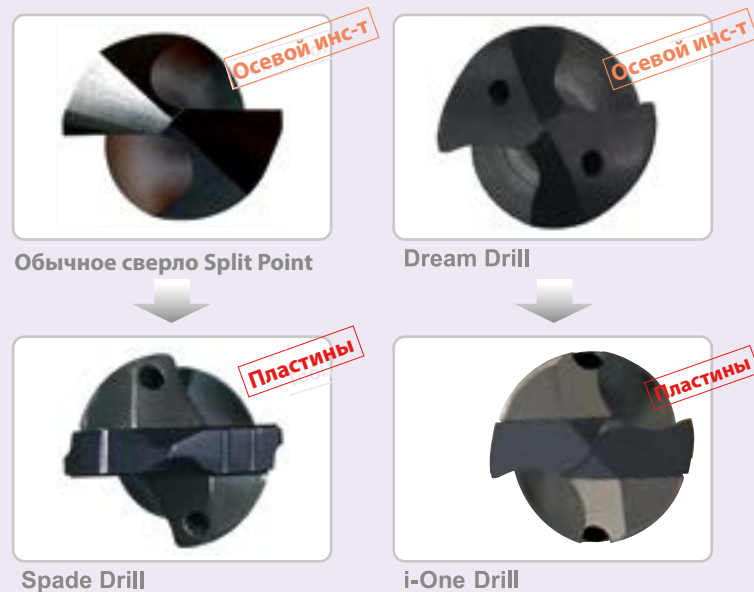 Осевой инс-т
Осевой инс-т
Обычное сверло Split Point
Dream Drill
Пластины
Пластины
Spade Drill
i-One Drill